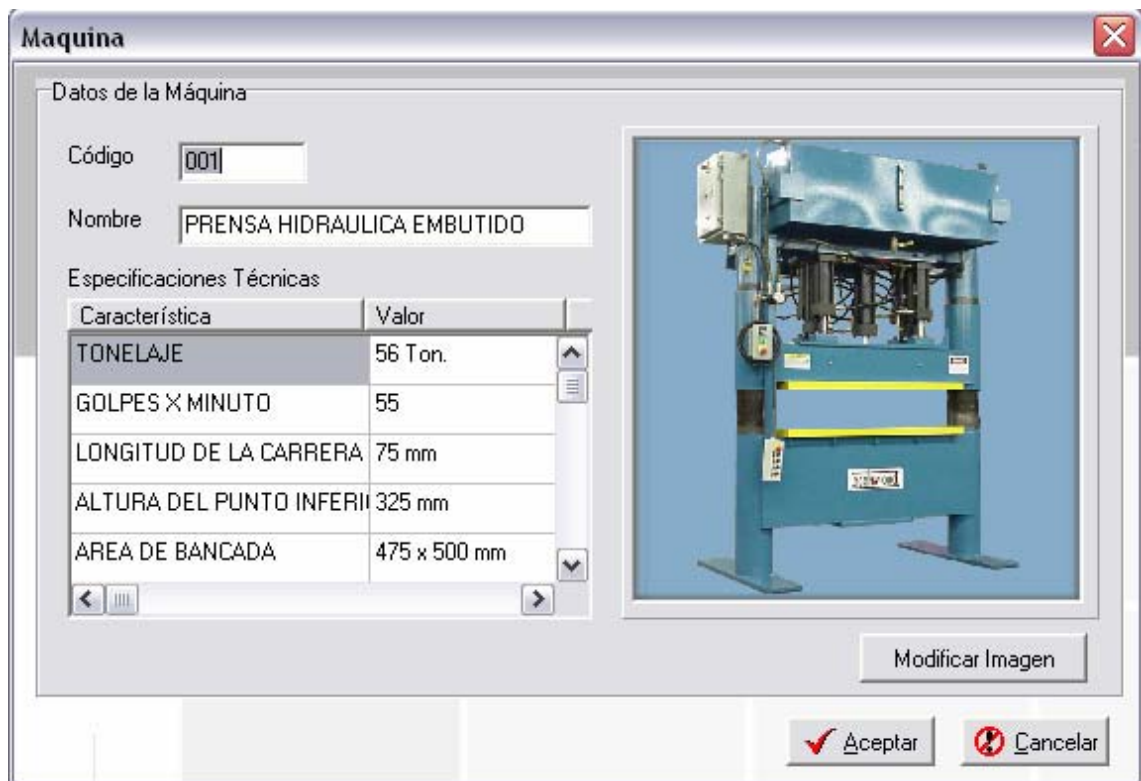 Maquina
Datos de la Máquina
Código 001
Nombre PRENSA HIDRAULICA EMBUTIDO
Especificaciones Técnicas
Característica Valor
TONELAJE 56 Ton.
GOLPES X MINUTO 55
LONGITUD DE LA CARRERA 75 mm
ALTURA DEL PUNTO INFERI 325 mm
AREA DE BANCADA 475 x 500 mm
Modificar Imagen
Aceptar Cancelar